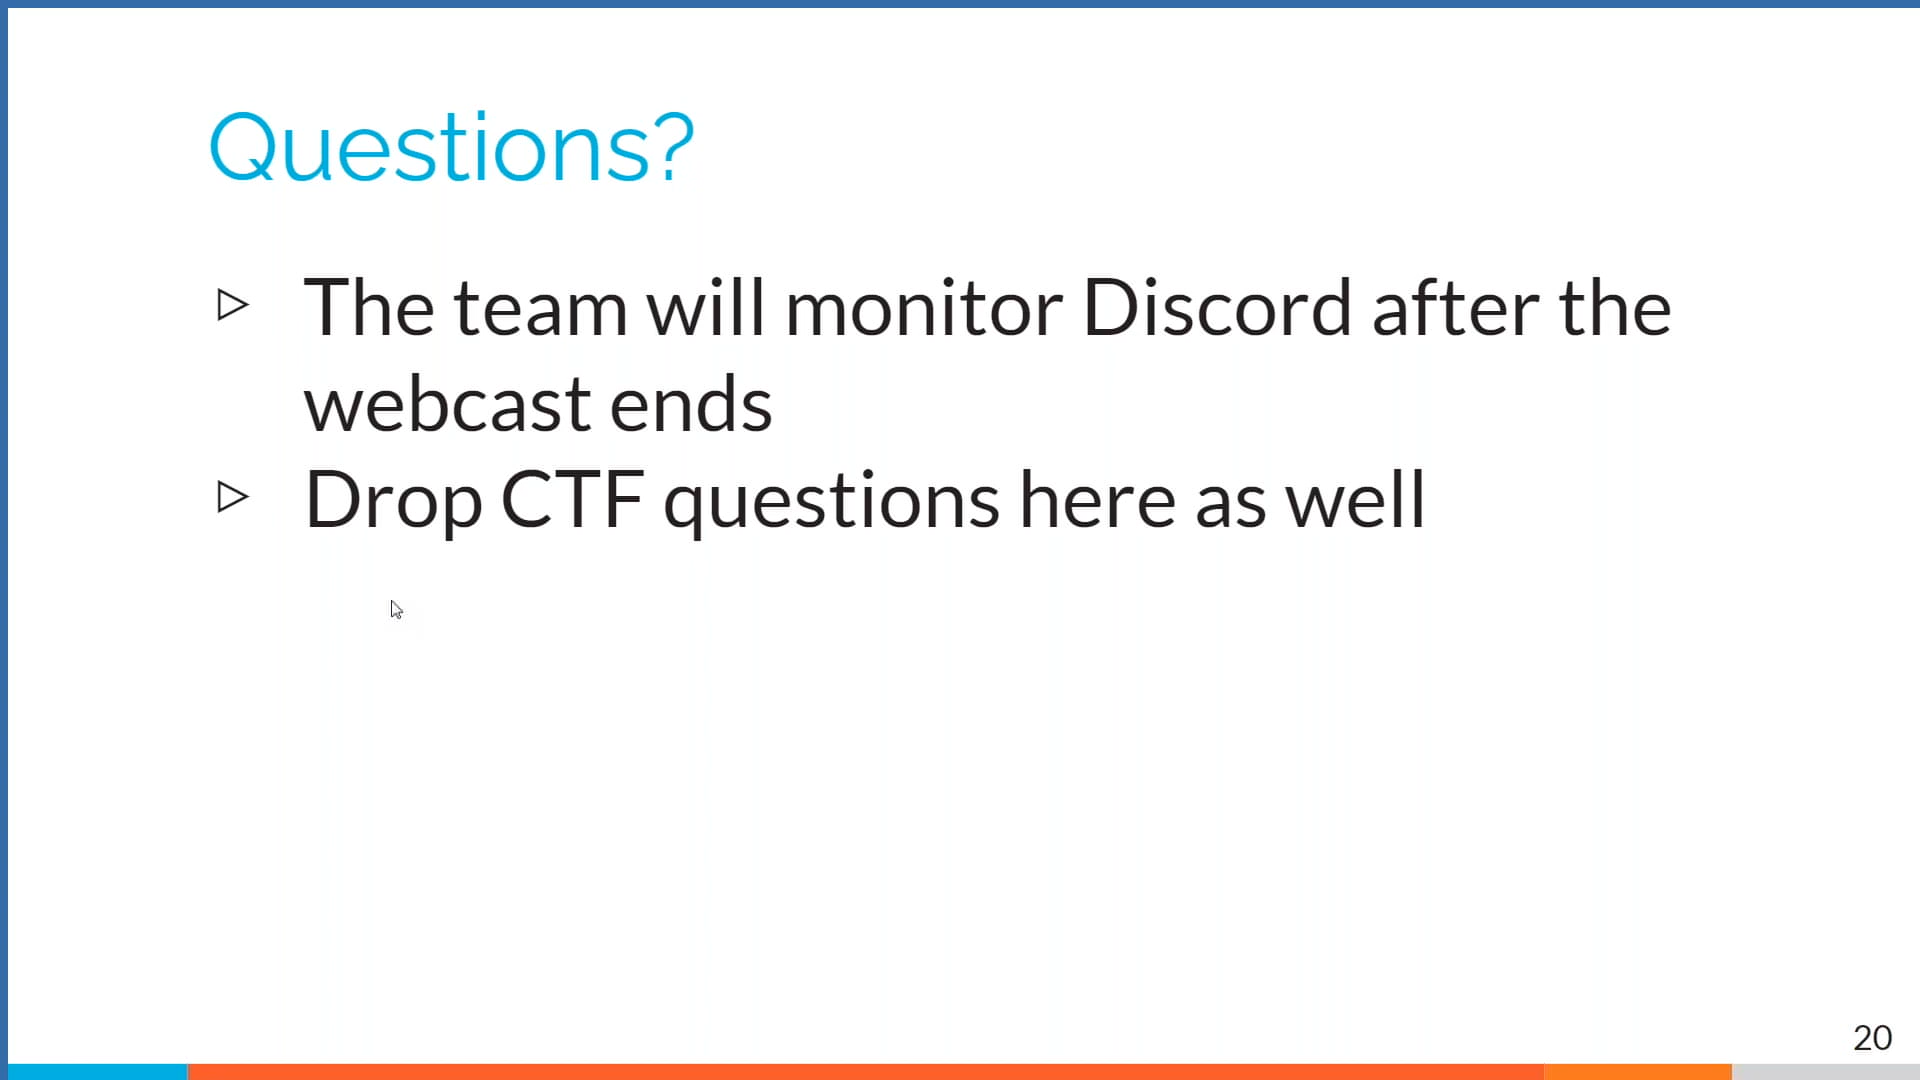 Questions?
▷ The team will monitor Discord after the
webcast ends
▷ Drop CTF questions here as well
20